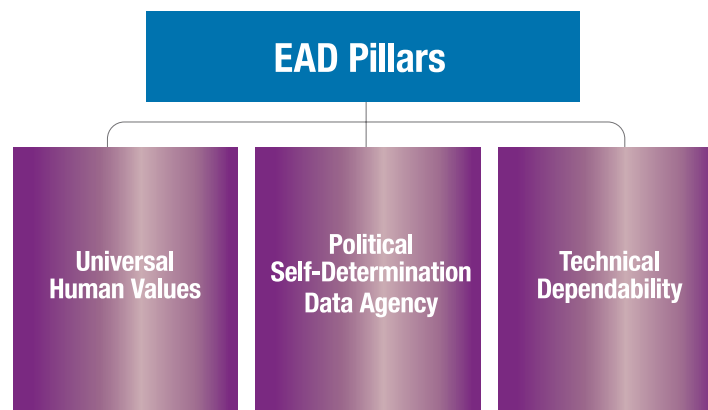 EAD Pillars
Universal
Human Values
Political
Self-Determination
Data Agency
Technical
Dependability